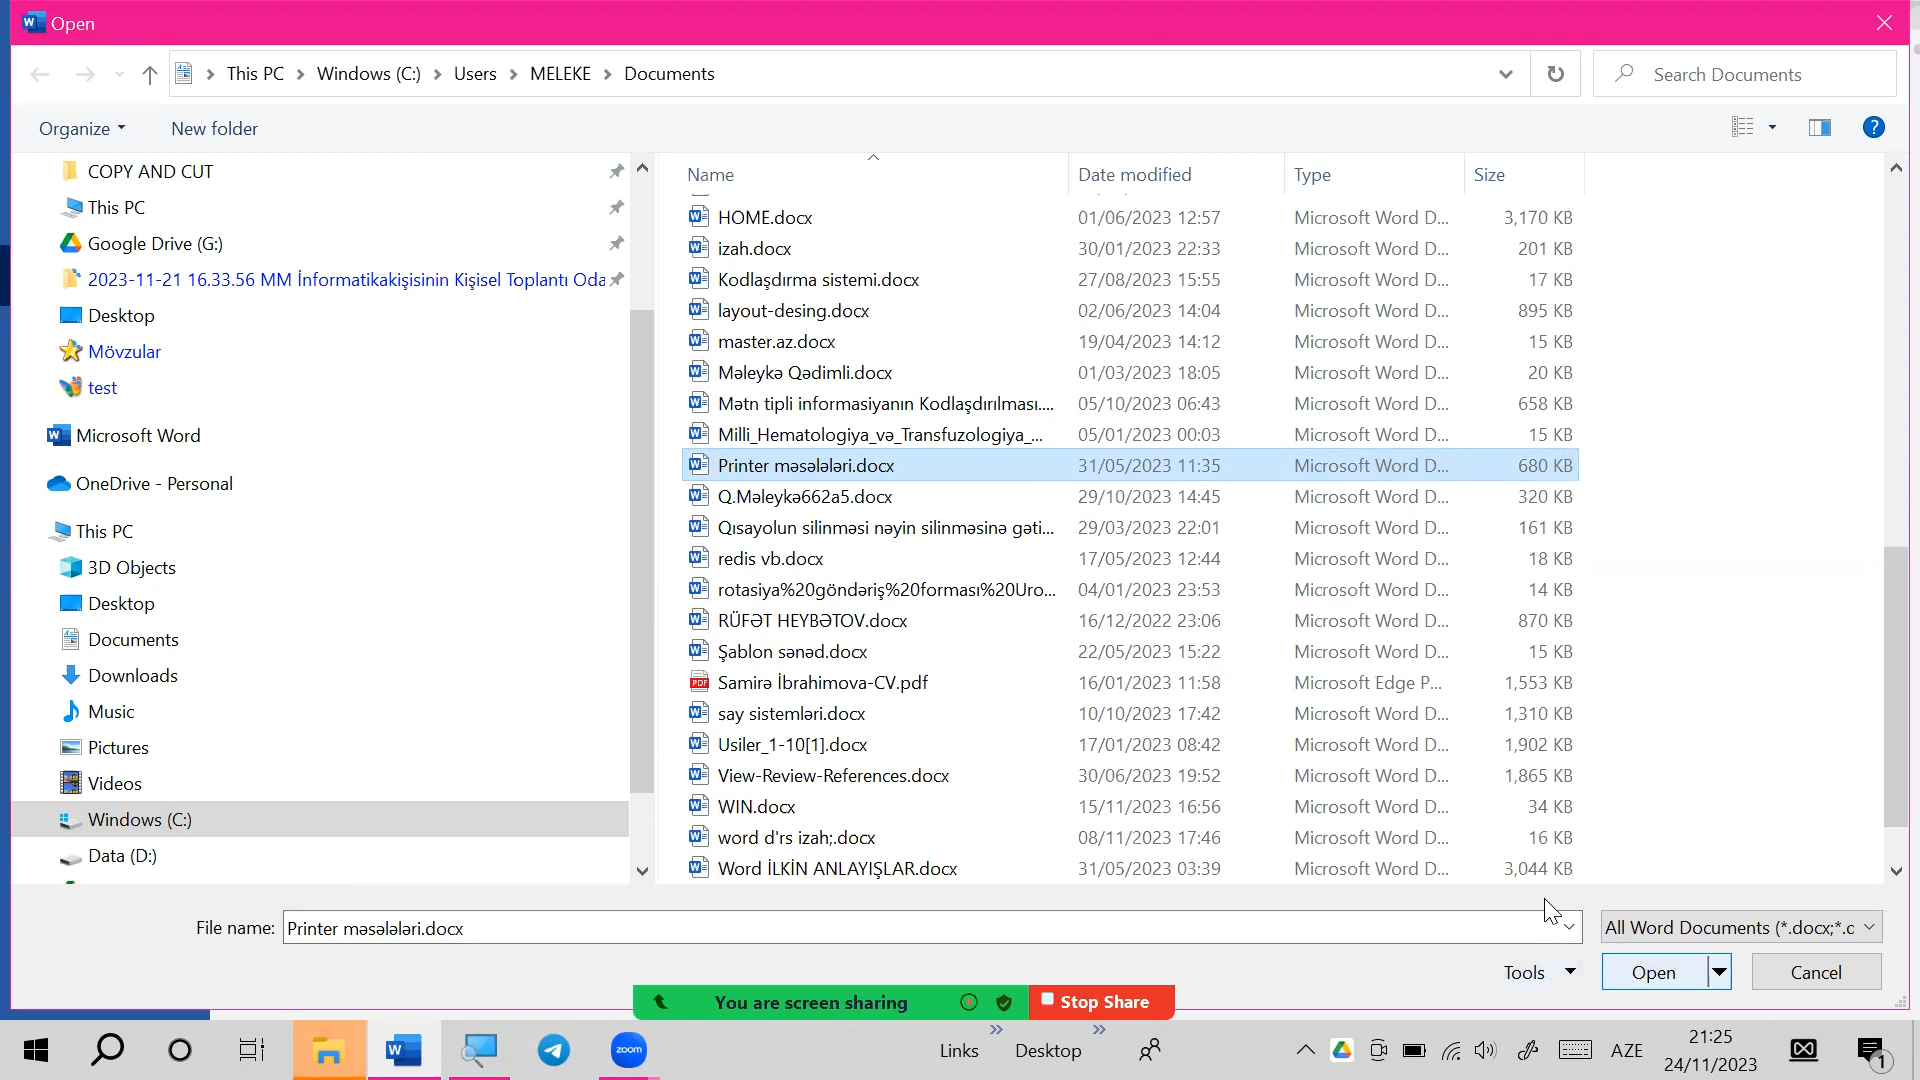 Open
This PC > Windows (C:) > Users > MELEKE > Documents
Search Documents
Organize
New folder
COPY AND CUT
This PC
Google Drive (G:)
2023-11-21 16.33.56 MM İnformatikakişisinin Kişisel Toplantı Oda
Desktop
Mövzular
test
Microsoft Word
OneDrive - Personal
This PC
3D Objects
Desktop
Documents
Downloads
Music
Pictures
Videos
Windows (C:)
Data (D:)
Name Date modified Type Size
HOME.docx 01/06/2023 12:57 Microsoft Word D... 3,170 KB
izah.docx 30/01/2023 22:33 Microsoft Word D... 201 KB
Kodlaşdırma sistemi.docx 27/08/2023 15:55 Microsoft Word D... 17 KB
layout-desing.docx 02/06/2023 14:04 Microsoft Word D... 895 KB
master.az.docx 19/04/2023 14:12 Microsoft Word D... 15 KB
Məleykə Qədimli.docx 01/03/2023 18:05 Microsoft Word D... 20 KB
Mətn tipli informasiyanın Kodlaşdırılması.... 05/10/2023 06:43 Microsoft Word D... 658 KB
Milli_Hematologiya_və_Transfuzologiya_... 05/01/2023 00:03 Microsoft Word D... 15 KB
Printer məsələləri.docx 31/05/2023 11:35 Microsoft Word D... 680 KB
Q.Məleykə662a5.docx 29/10/2023 14:45 Microsoft Word D... 320 KB
Qısayolun silinməsi nəyin silinməsinə gəti... 29/03/2023 22:01 Microsoft Word D... 161 KB
redis vb.docx 17/05/2023 12:44 Microsoft Word D... 18 KB
rotasiya%20göndəriş%20forması%20Uro... 04/01/2023 23:53 Microsoft Word D... 14 KB
RÜFƏT HEYBƏTOV.docx 16/12/2022 23:06 Microsoft Word D... 870 KB
Şablon sənəd.docx 22/05/2023 15:22 Microsoft Word D... 15 KB
Samirə İbrahimova-CV.pdf 16/01/2023 11:58 Microsoft Edge P... 1,553 KB
say sistemləri.docx 10/10/2023 17:42 Microsoft Word D... 1,310 KB
Usiler_1-10[1].docx 17/01/2023 08:42 Microsoft Word D... 1,902 KB
View-Review-References.docx 30/06/2023 19:52 Microsoft Word D... 1,865 KB
WIN.docx 15/11/2023 16:56 Microsoft Word D... 34 KB
word d'rs izah;.docx 08/11/2023 17:46 Microsoft Word D... 16 KB
Word İLKİN ANLAYIŞLAR.docx 31/05/2023 03:39 Microsoft Word D... 3,044 KB
File name: Printer məsələləri.docx
All Word Documents (*.docx;*.c
Tools
Open
Cancel
You are screen sharing
Stop Share
zoom
Links
Desktop
AZE
21:25
24/11/2023
1